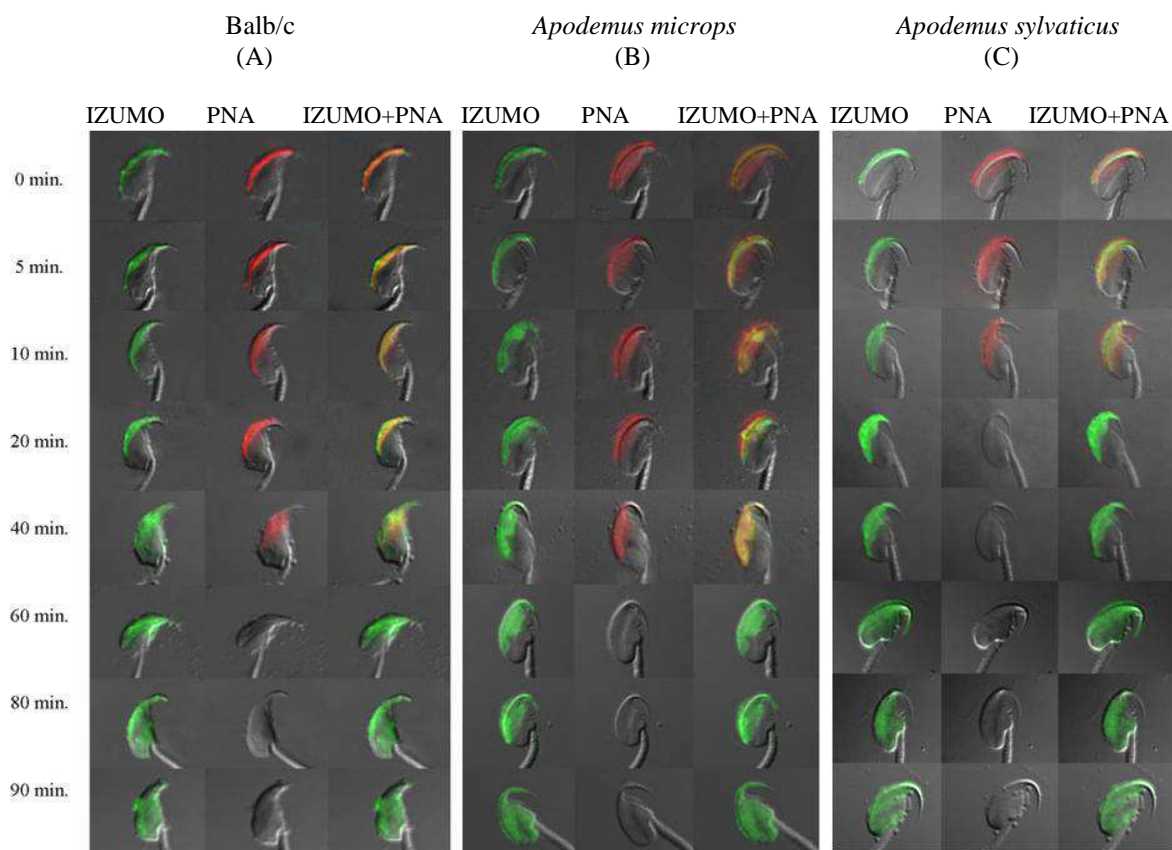 Balb/c Apodemus microps Apodemus sylvaticus
(A) (B) (C)
IZUMO PNA IZUMO+PNA IZUMO PNA IZUMO+PNA IZUMO PNA IZUMO+PNA
0 min.
5 min.
10 min.
20 min.
40 min.
60 min.
80 min.
90 min.